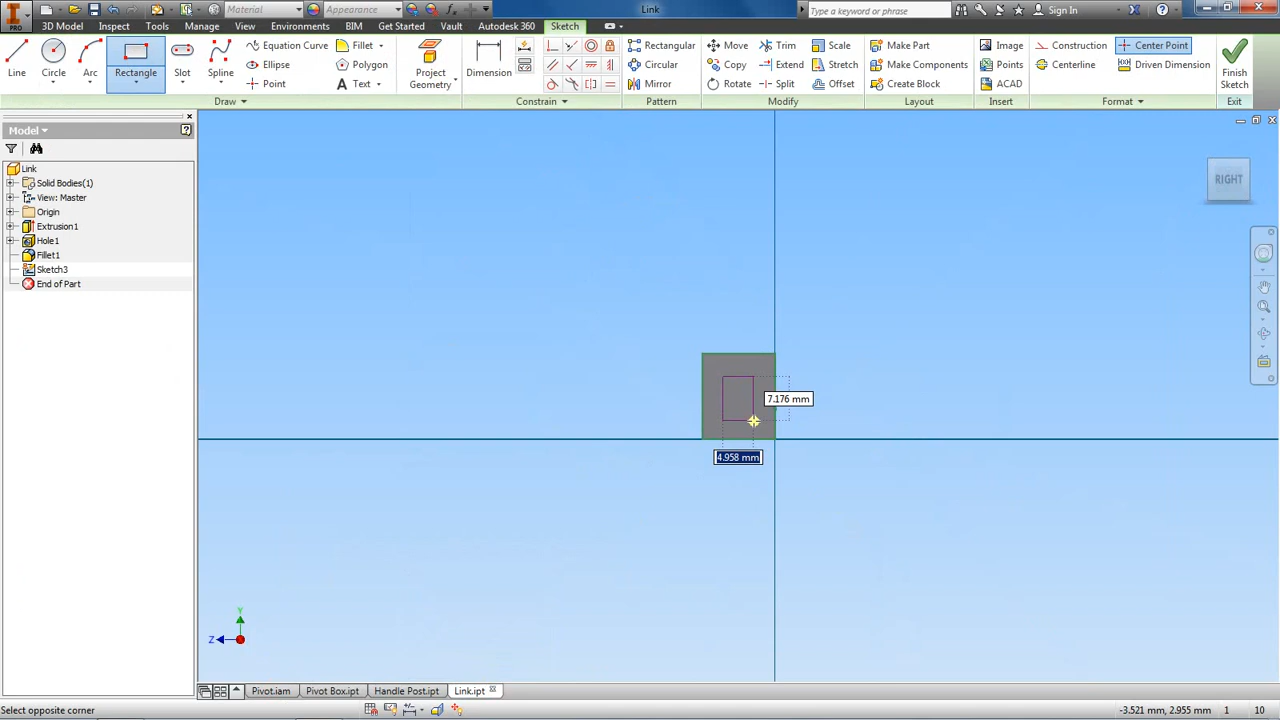 Material
Appearance
Link
Type a keyword or phrase
Sign In
PRO
3D Model
Inspect
Tools
Manage
View
Environments
BIM
Get Started
Vault
Autodesk 360
Sketch
Line
Circle
Arc
Rectangle
Slot
Spline
Equation Curve
Ellipse
Point
Fillet
Polygon
Text
Project
Geometry
Dimension
Rectangular
Circular
Mirror
Move
Copy
Rotate
Trim
Extend
Split
Scale
Stretch
Offset
Make Part
Make Components
Create Block
Image
Points
ACAD
Construction
Centerline
Center Point
Driven Dimension
Finish
Sketch
Draw
Constrain
Pattern
Modify
Layout
Insert
Format
Exit
Model
Link
Solid Bodies(1)
View: Master
Origin
Extrusion1
Hole1
Fillet1
Sketch3
End of Part
RIGHT
7.176 mm
4.958 mm
Y
Z
Pivot.iam
Pivot Box.ipt
Handle Post.ipt
Link.ipt
Select opposite corner
-3.521 mm, 2.955 mm
1
10